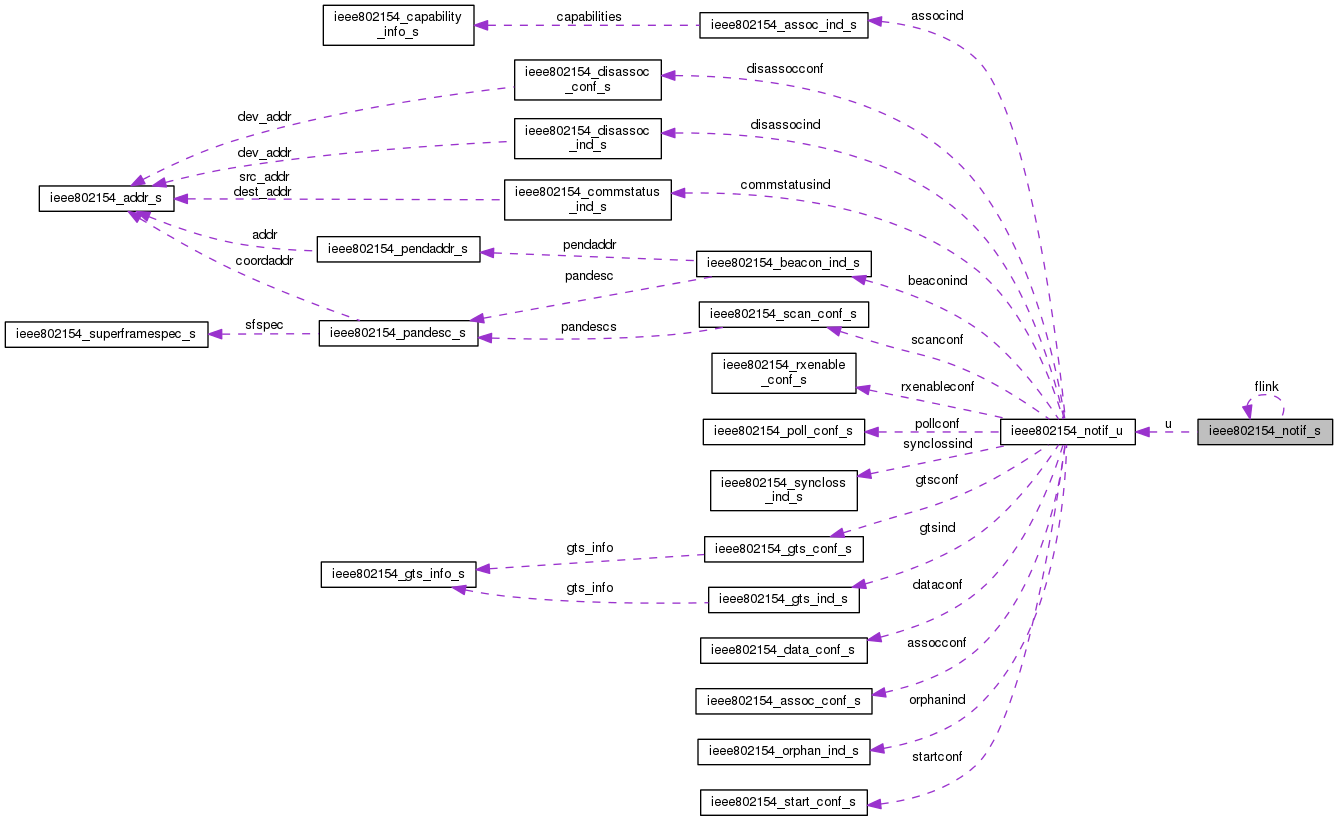 ieee802154_capability
_info_s
capabilities
ieee802154_assoc_ind_s
assocind
ieee802154_disassoc
_conf_s
disassocconf
dev_addr
ieee802154_disassoc
_ind_s
disassocind
dev_addr
src_addr
dest_addr
ieee802154_addr_s
ieee802154_commstatus
_ind_s
commstatusind
addr
ieee802154_pendaddr_s
pendaddr
ieee802154_beacon_ind_s
beaconind
coordaddr
pandesc
ieee802154_superframespec_s
sfspec
ieee802154_pandesc_s
pandescs
ieee802154_scan_conf_s
scanconf
ieee802154_rxenable
_conf_s
rxenableconf
ieee802154_poll_conf_s
pollconf
ieee802154_notif_u
u
flink
ieee802154_notif_s
ieee802154_syncloss
_ind_s
synclossind
ieee802154_gts_conf_s
gtsconf
gts_info
ieee802154_gts_info_s
gts_info
ieee802154_gts_ind_s
gtsind
ieee802154_data_conf_s
dataconf
ieee802154_assoc_conf_s
assocconf
ieee802154_orphan_ind_s
orphanind
ieee802154_start_conf_s
startconf